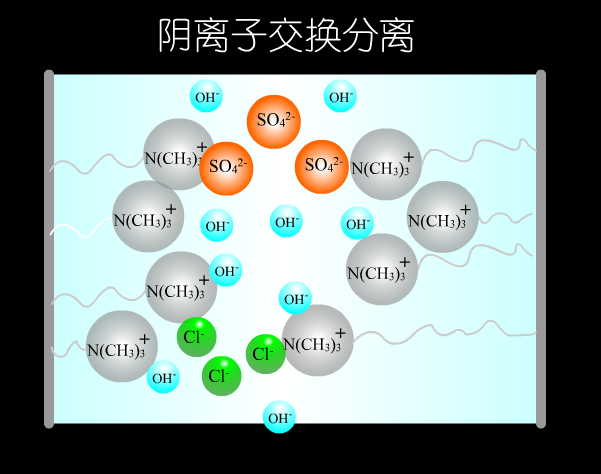 阴离子交换分离
OH⁻
OH⁻
SO₄²⁻
N(CH₃)₃⁺
SO₄²⁻
SO₄²⁻
N(CH₃)₃⁺
N(CH₃)₃⁺
OH⁻
OH⁻
OH⁻
N(CH₃)₃⁺
N(CH₃)₃⁺
OH⁻
N(CH₃)₃⁺
OH⁻
Cl⁻
N(CH₃)₃⁺
Cl⁻
N(CH₃)₃⁺
OH⁻
Cl⁻
OH⁻